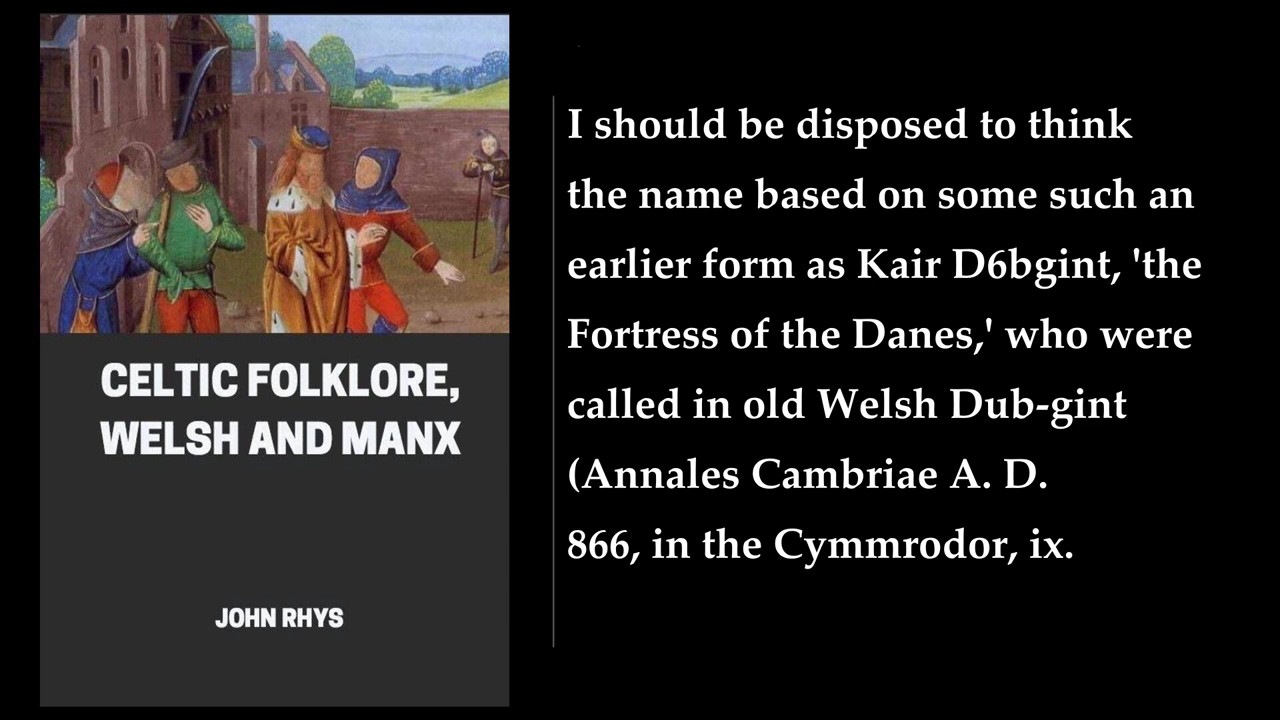 CELTIC FOLKLORE,
WELSH AND MANX
JOHN RHYS
I should be disposed to think
the name based on some such an
earlier form as Kair D6bgint, 'the
Fortress of the Danes,' who were
called in old Welsh Dub-gint
(Annales Cambriae A. D.
866, in the Cymmrodor, ix.